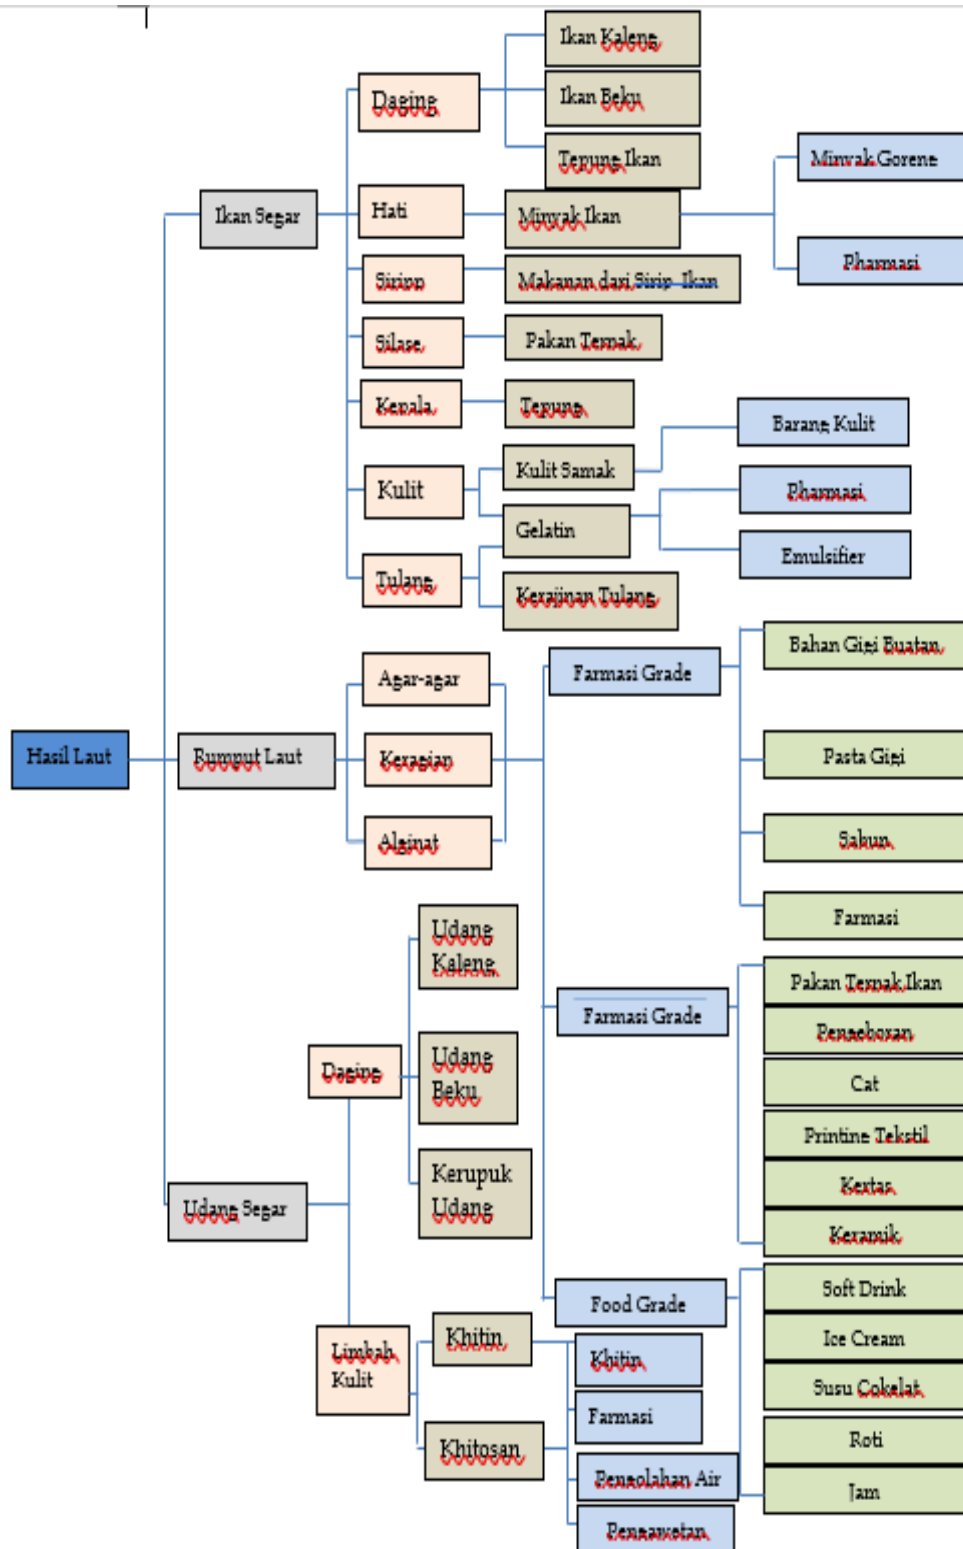 Hasil Laut
Ikan Segar
Daging
Ikan Kaleng
Ikan Beku
Tepung Ikan
Hati
Minyak Ikan
Minyak Goreng
Pharmasi
Siripp
Makanan dari Sirip Ikan
Silase
Pakan Ternak
Kepala
Tepung
Kulit
Kulit Samak
Barang Kulit
Gelatin
Pharmasi
Emulsifier
Tulang
Kerajinan Tulang
Rumput Laut
Agar-agar
Keragian
Alginat
Farmasi Grade
Bahan Gigi Buatan
Pasta Gigi
Sabun
Farmasi
Farmasi Grade
Pakan Ternak Ikan
Pengeboran
Cat
Printing Tekstil
Kertas
Keramik
Food Grade
Soft Drink
Ice Cream
Susu Cokelat
Roti
Jam
Udang Segar
Daging
Udang
Kaleng
Udang
Beku
Kerupuk
Udang
Limbah
Kulit
Khitin
Khitosan
Khitin
Farmasi
Pengolahan Air
Pengawetan